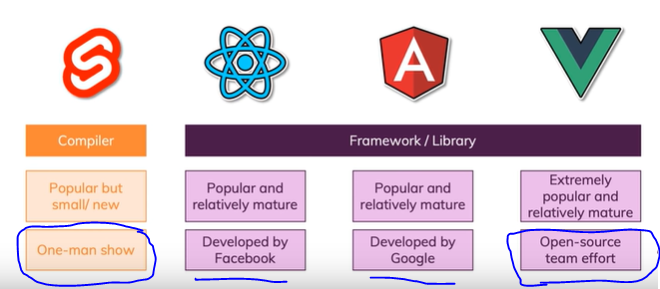 Compiler
Framework / Library
Popular but
small/ new
Popular and
relatively mature
Popular and
relatively mature
Extremely
popular and
relatively mature
One-man show
Developed by
Facebook
Developed by
Google
Open-source
team effort